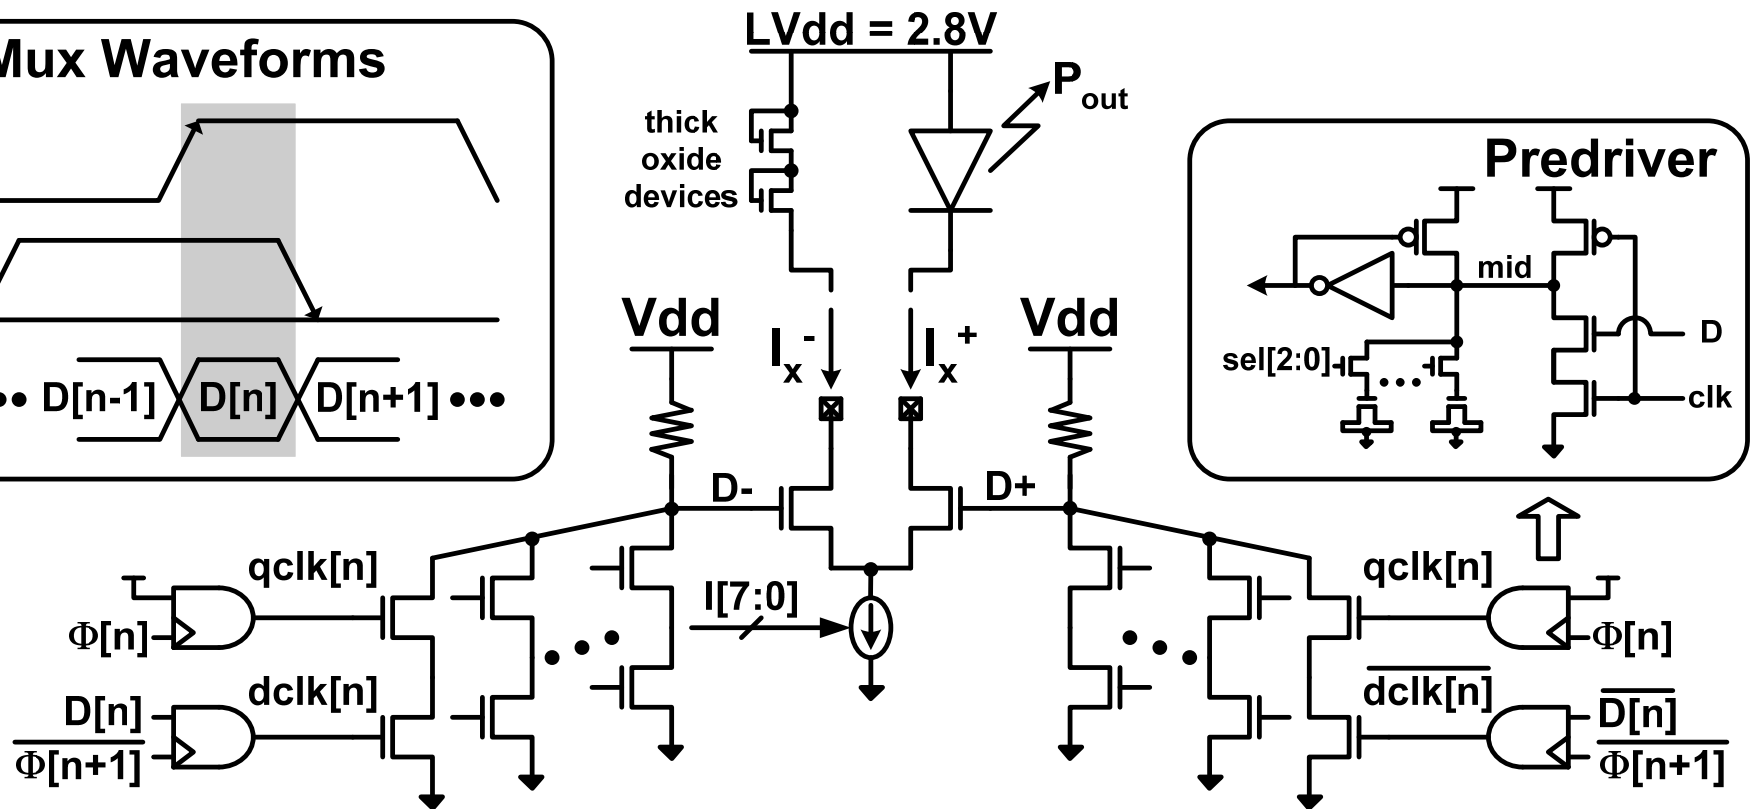 Mux Waveforms
D[n-1]
D[n]
D[n+1]
LVdd = 2.8V
thick
oxide
devices
Pout
Vdd
Ix-
Ix+
Vdd
D-
D+
I[7:0]
qclk[n]
Φ[n]
D[n]
dclk[n]
Φ[n+1]
qclk[n]
Φ[n]
dclk[n]
D[n]
Φ[n+1]
Predriver
mid
D
sel[2:0]
clk